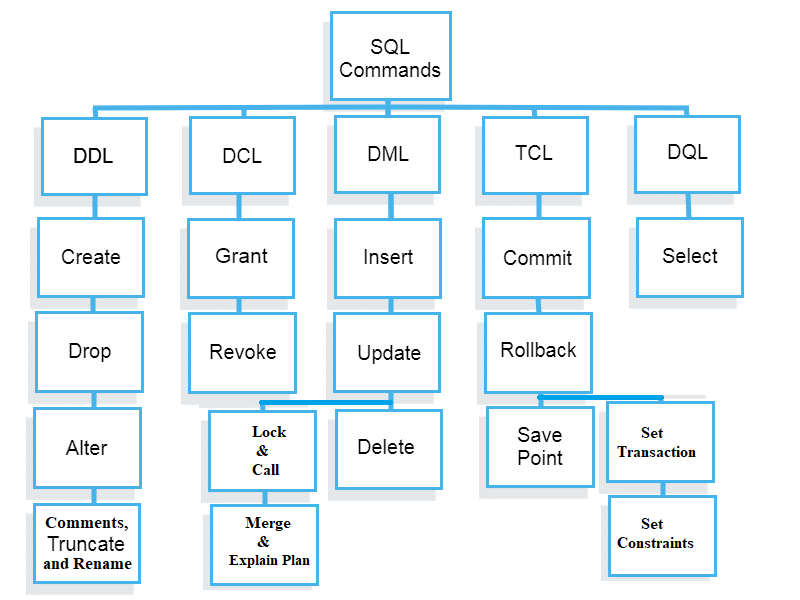 SQL
Commands
DDL
DCL
DML
TCL
DQL
Create
Grant
Insert
Commit
Select
Drop
Revoke
Update
Rollback
Alter
Lock
&
Call
Delete
Save
Point
Set
Transaction
Comments,
Truncate
and Rename
Merge
&
Explain Plan
Set
Constraints